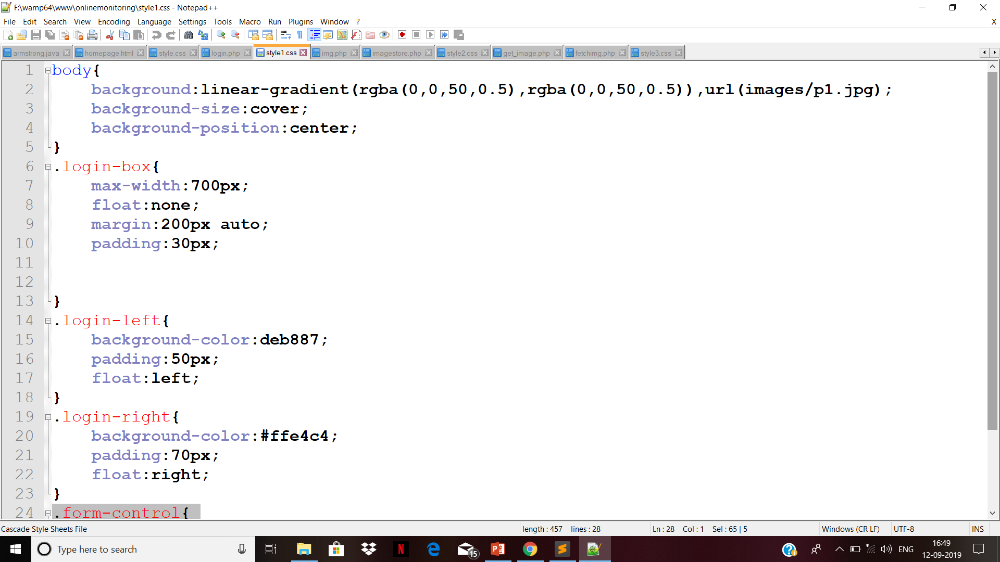 F:\wamp64\www\onlinemonitoring\style1.css - Notepad++
File Edit Search View Encoding Language Settings Tools Macro Run Plugins Window ? X
armstrong.java homepage.html style.css login.php style1.css img.php imagestore.php style2.css get_image.php fetchimg.php style3.css
1 body{
2 background:linear-gradient(rgba(0,0,50,0.5),rgba(0,0,50,0.5)),url(images/p1.jpg);
3 background-size:cover;
4 background-position:center;
5 }
6 .login-box{
7 max-width:700px;
8 float:none;
9 margin:200px auto;
10 padding:30px;
11
12
13 }
14 .login-left{
15 background-color:deb887;
16 padding:50px;
17 float:left;
18 }
19 .login-right{
20 background-color:#ffe4c4;
21 padding:70px;
22 float:right;
23 }
24 .form-control{
Cascade Style Sheets File length : 457 lines : 28 Ln : 28 Col : 1 Sel : 65 | 5 Windows (CR LF) UTF-8 INS
Type here to search 15 ENG 16:49
12-09-2019